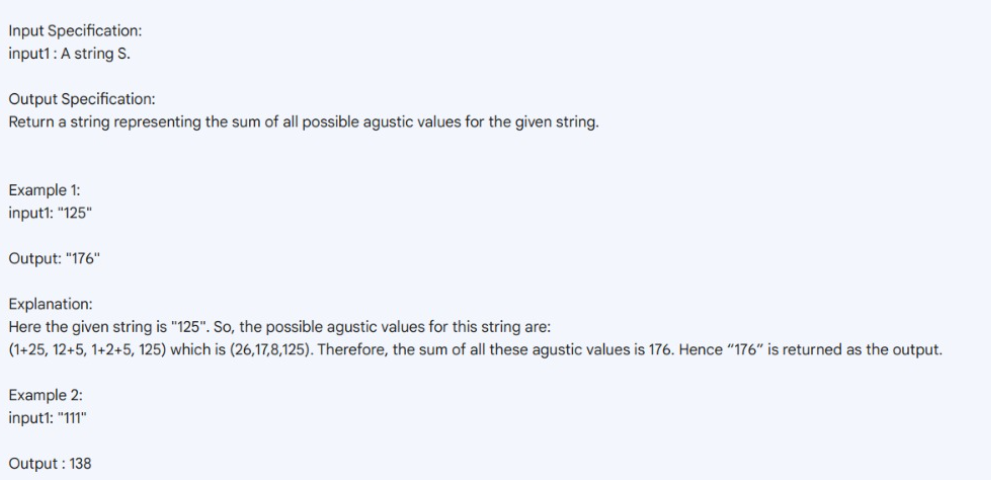 Input Specification:
input1 : A string S.
Output Specification:
Return a string representing the sum of all possible agustic values for the given string.
Example 1:
input1: "125"
Output: "176"
Explanation:
Here the given string is "125". So, the possible agustic values for this string are:
(1+25, 12+5, 1+2+5, 125) which is (26,17,8,125). Therefore, the sum of all these agustic values is 176. Hence “176” is returned as the output.
Example 2:
input1: "111"
Output : 138